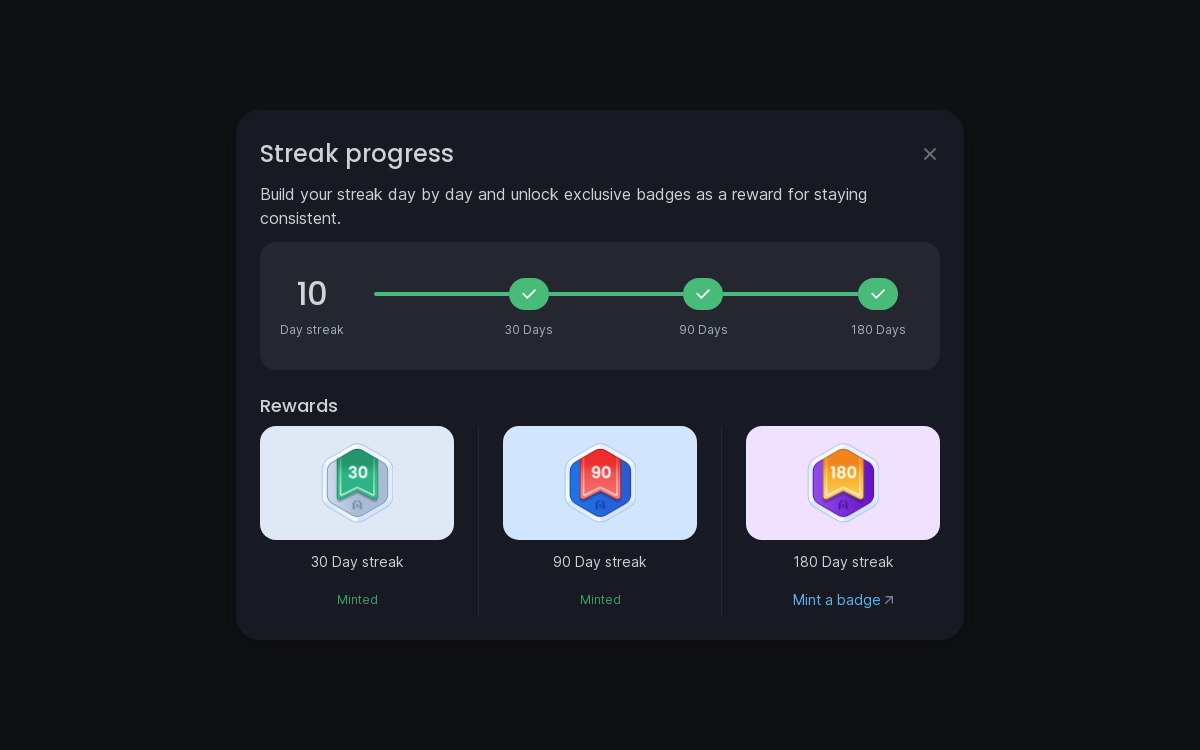 Streak progress
Build your streak day by day and unlock exclusive badges as a reward for staying
consistent.
10
Day streak
30 Days
90 Days
180 Days
Rewards
30
90
180
30 Day streak
90 Day streak
180 Day streak
Minted
Minted
Mint a badge